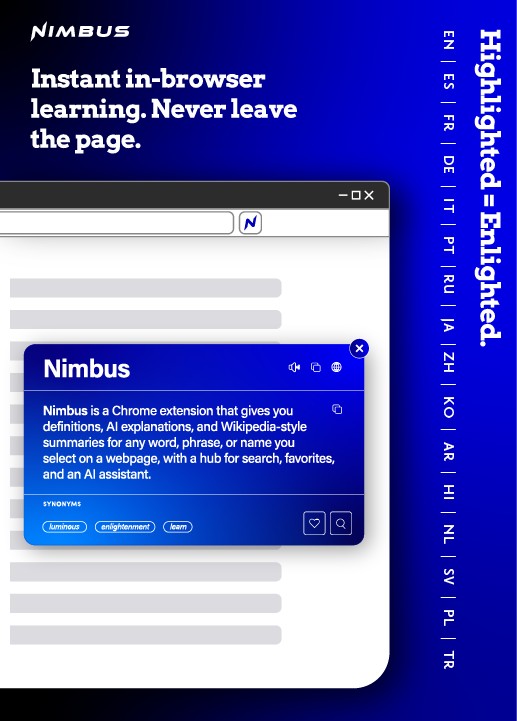 NIMBUS
Instant in-browser
learning. Never leave
the page.
Nimbus
Nimbus is a Chrome extension that gives you
definitions, AI explanations, and Wikipedia-style
summaries for any word, phrase, or name you
select on a webpage, with a hub for search, favorites,
and an AI assistant.
SYNONYMS
luminous enlightenment learn
Highlighted = Enlighted.
EN | ES | FR | DE | IT | PT | RU | JA | ZH | KO | AR | HI | NL | SV | PL | TR